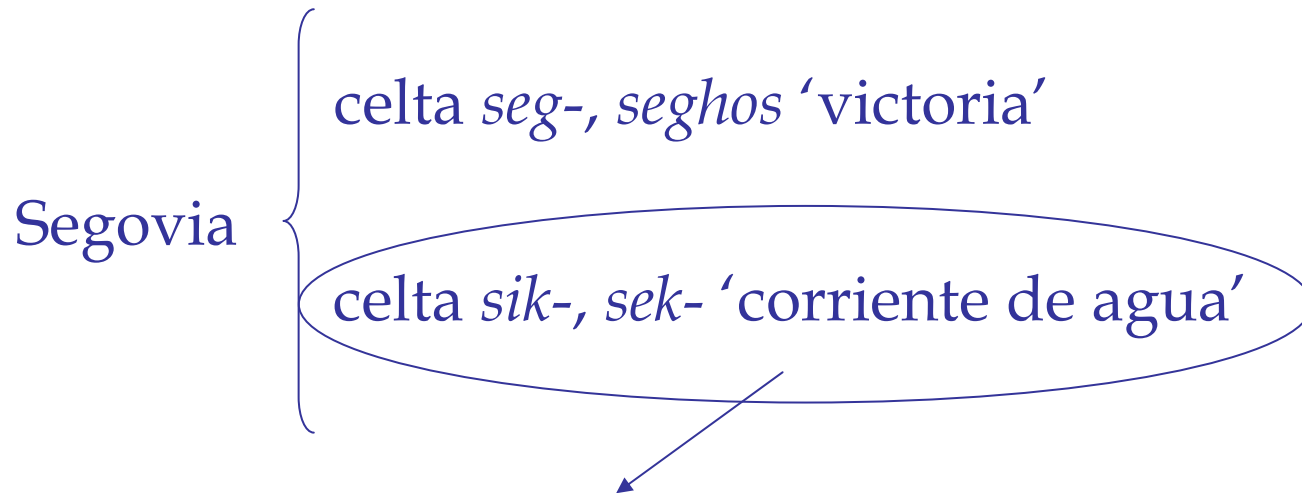 celta seg-, seghos ‘victoria’
Segovia
celta sik-, sek- ‘corriente de agua’